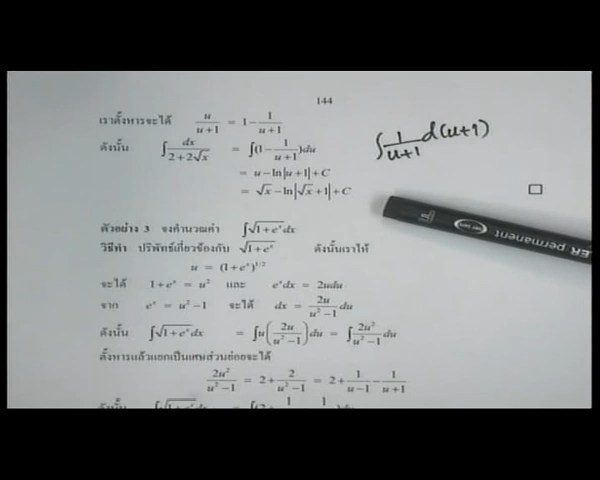 144
เราตั้งหารจะได้ u/(u+1) = 1 − 1/(u+1)
ดังนั้น ∫ dx/(2+2√x) = ∫(1 − 1/(u+1))du
= u − ln|u+1| + C
= √x − ln|√x+1| + C
∫ 1/(u+1) d(u+1)
ตัวอย่าง 3 จงคำนวณค่า ∫√(1+eˣ)dx
วิธีทำ ปริพัทธ์เกี่ยวข้องกับ √(1+eˣ) ดังนั้นเราให้
u = (1+eˣ)^(1/2)
จะได้ 1+eˣ = u² และ eˣdx = 2udu
จาก eˣ = u²−1 จะได้ dx = 2u/(u²−1) du
ดังนั้น ∫√(1+eˣ)dx = ∫u(2u/(u²−1))du = ∫ 2u²/(u²−1) du
ตั้งหารแล้วแยกเป็นเศษส่วนย่อยจะได้
2u²/(u²−1) = 2 + 2/(u²−1) = 2 + 1/(u−1) − 1/(u+1)
permanent